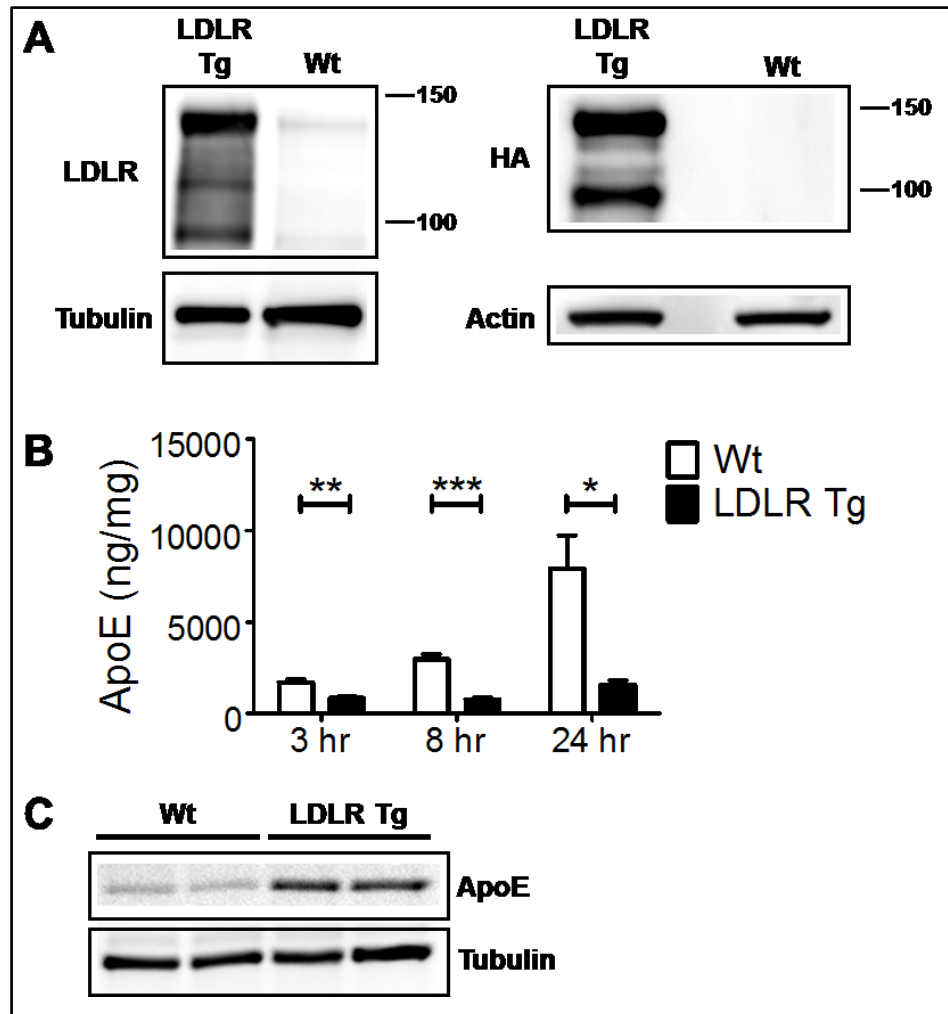 A
LDLR Tg Wt
LDLR
—150
—100
Tubulin
LDLR Tg Wt
HA
—150
—100
Actin
B
ApoE (ng/mg)
15000
10000
5000
0
** *** *
3 hr 8 hr 24 hr
Wt
LDLR Tg
C
Wt LDLR Tg
ApoE
Tubulin